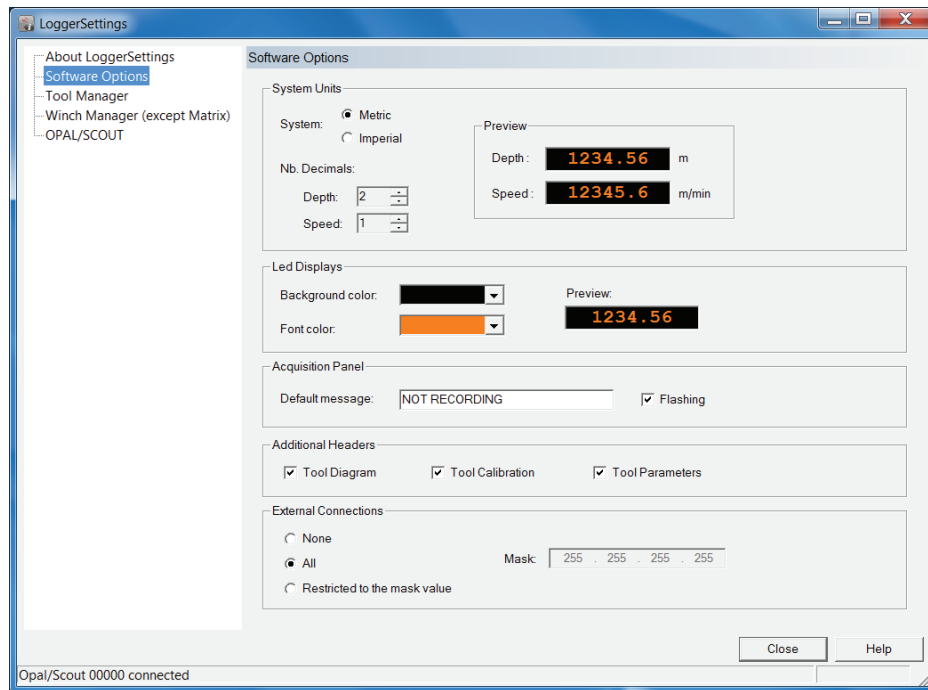 LoggerSettings
About LoggerSettings
Software Options
Tool Manager
Winch Manager (except Matrix)
OPAL/SCOUT
Software Options
System Units
System:
Metric
Imperial
Nb. Decimals:
Depth: 2
Speed: 1
Preview
Depth : 1234.56 m
Speed : 12345.6 m/min
Led Displays
Background color:
Font color:
Preview:
1234.56
Acquisition Panel
Default message: NOT RECORDING Flashing
Additional Headers
Tool Diagram Tool Calibration Tool Parameters
External Connections
None
All
Restricted to the mask value
Mask: 255 . 255 . 255 . 255
Close Help
Opal/Scout 00000 connected